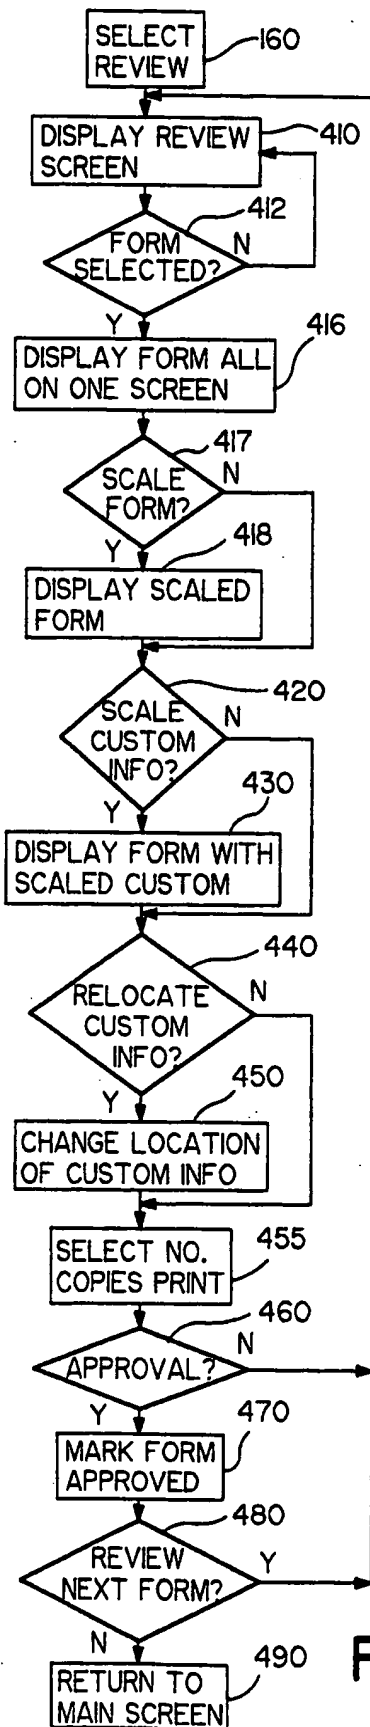 SELECT
REVIEW
160
DISPLAY REVIEW
SCREEN
410
412
FORM
SELECTED?
N
Y
DISPLAY FORM ALL
ON ONE SCREEN
416
417
SCALE
FORM?
N
Y
418
DISPLAY SCALED
FORM
420
SCALE
CUSTOM
INFO?
N
Y
430
DISPLAY FORM WITH
SCALED CUSTOM
440
RELOCATE
CUSTOM
INFO?
N
Y
450
CHANGE LOCATION
OF CUSTOM INFO
SELECT NO.
COPIES PRINT
455
460
APPROVAL?
N
Y
MARK FORM
APPROVED
470
480
REVIEW
NEXT FORM?
Y
N
RETURN TO
MAIN SCREEN
490
F